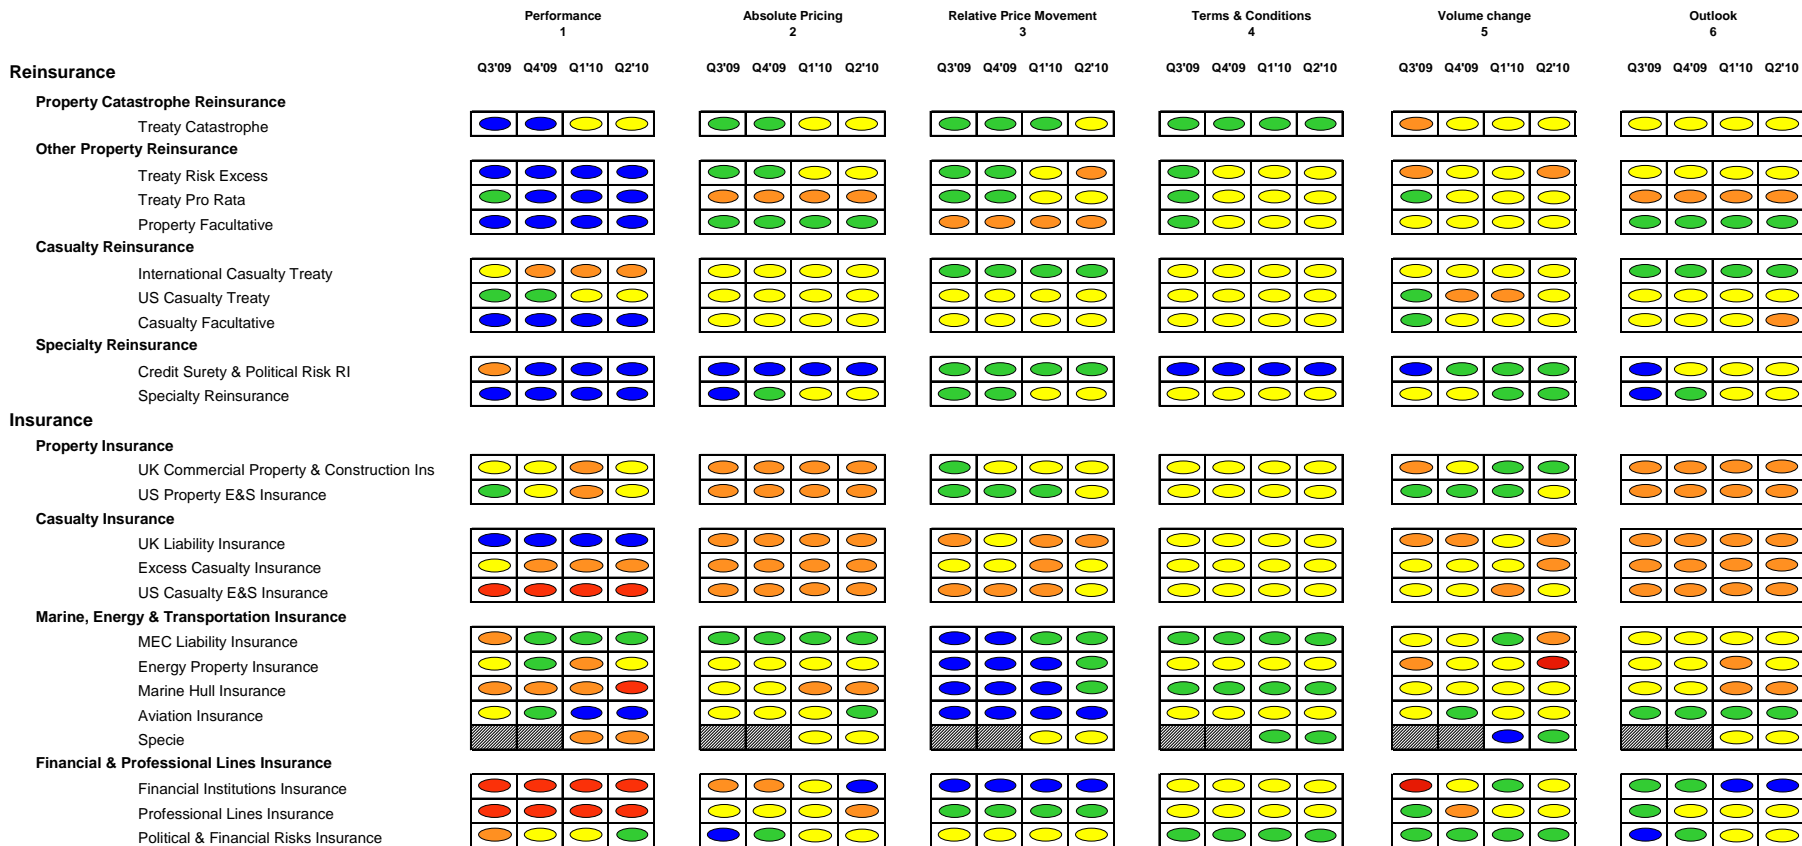 Performance Absolute Pricing Relative Price Movement Terms & Conditions Volume change Outlook
1 2 3 4 5 6
Reinsurance Q3'09 Q4'09 Q1'10 Q2'10 Q3'09 Q4'09 Q1'10 Q2'10 Q3'09 Q4'09 Q1'10 Q2'10 Q3'09 Q4'09 Q1'10 Q2'10 Q3'09 Q4'09 Q1'10 Q2'10 Q3'09 Q4'09 Q1'10 Q2'10
Property Catastrophe Reinsurance
Treaty Catastrophe
Other Property Reinsurance
Treaty Risk Excess
Treaty Pro Rata
Property Facultative
Casualty Reinsurance
International Casualty Treaty
US Casualty Treaty
Casualty Facultative
Specialty Reinsurance
Credit Surety & Political Risk RI
Specialty Reinsurance
Insurance
Property Insurance
UK Commercial Property & Construction Ins
US Property E&S Insurance
Casualty Insurance
UK Liability Insurance
Excess Casualty Insurance
US Casualty E&S Insurance
Marine, Energy & Transportation Insurance
MEC Liability Insurance
Energy Property Insurance
Marine Hull Insurance
Aviation Insurance
Specie
Financial & Professional Lines Insurance
Financial Institutions Insurance
Professional Lines Insurance
Political & Financial Risks Insurance